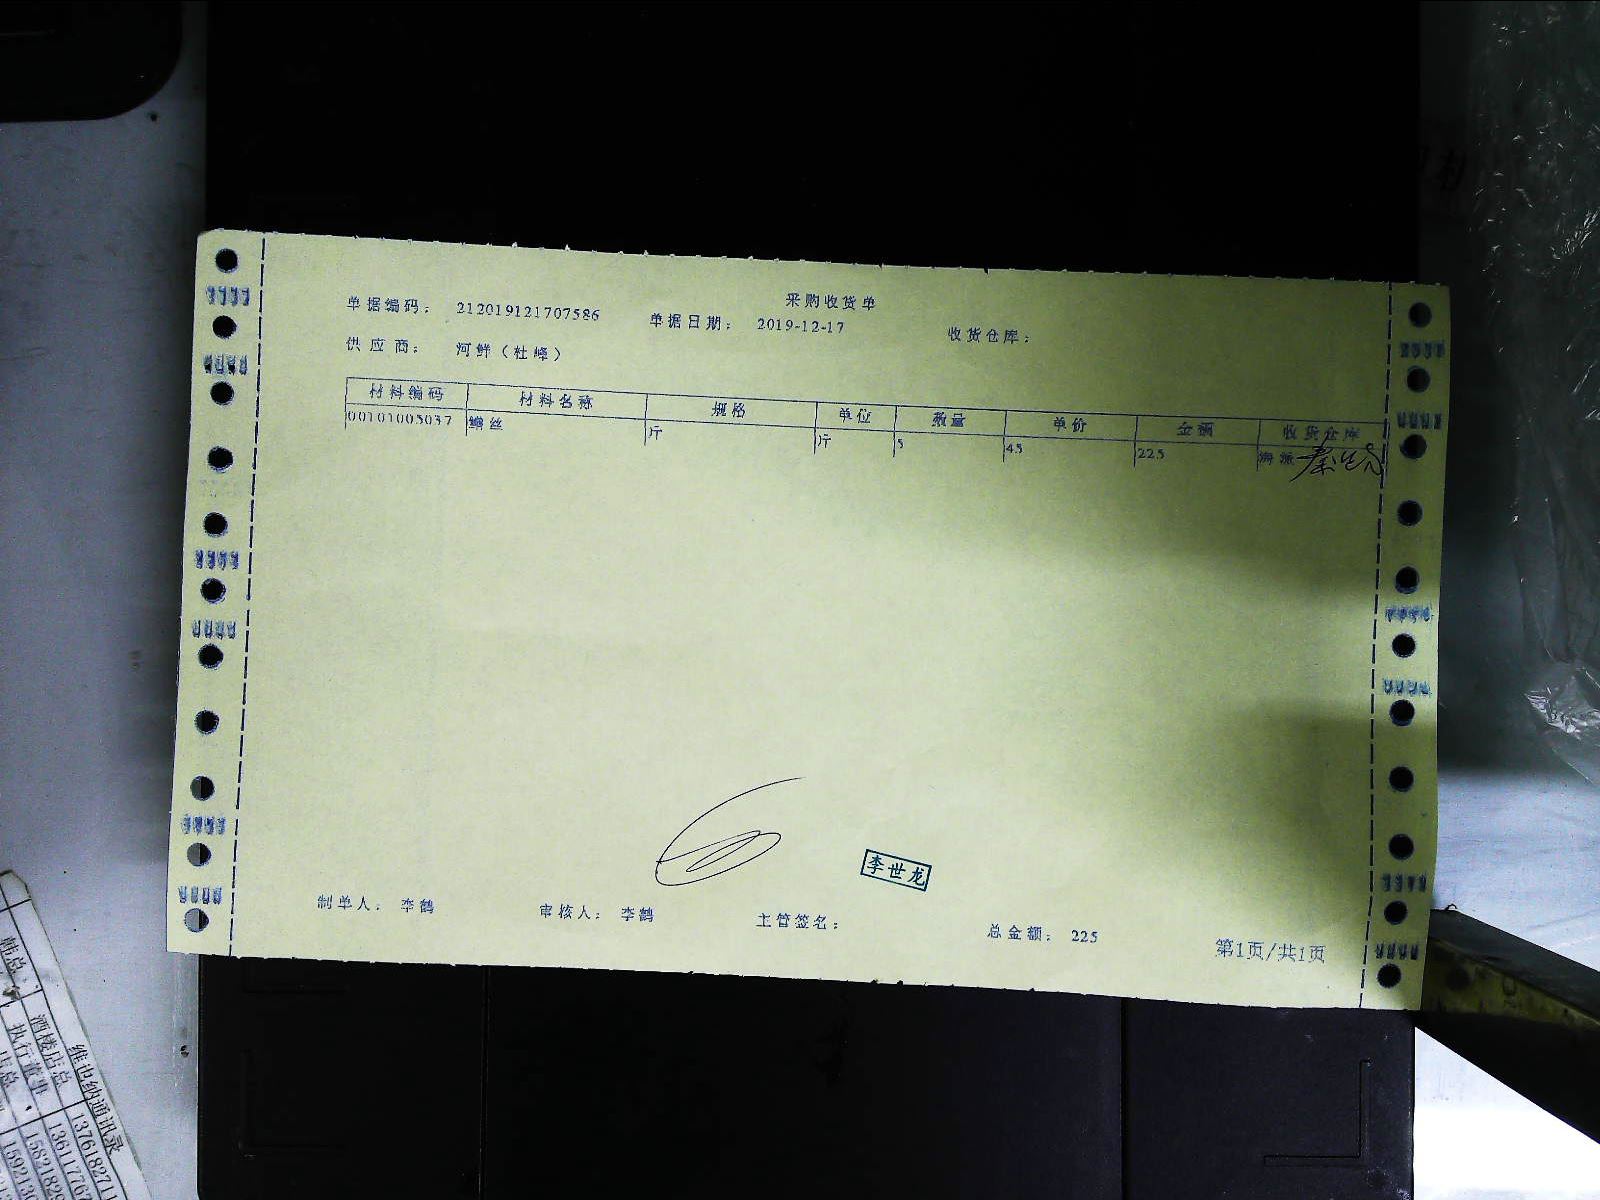 采购收货单
单据编码： 212019121707586 单据日期： 2019-12-17 收货仓库：
供应商： 河鲜（杜峰）
材料编码 材料名称 规格 单位 数量 单价 金额 收货仓库
00101005037 鳝丝 斤 斤 5 45 225 海派
李世龙
制单人： 李鹤 审核人： 李鹤 主管签名： 总金额： 225
第1页/共1页
维也纳通讯录
酒楼店总
执行董事
韩总